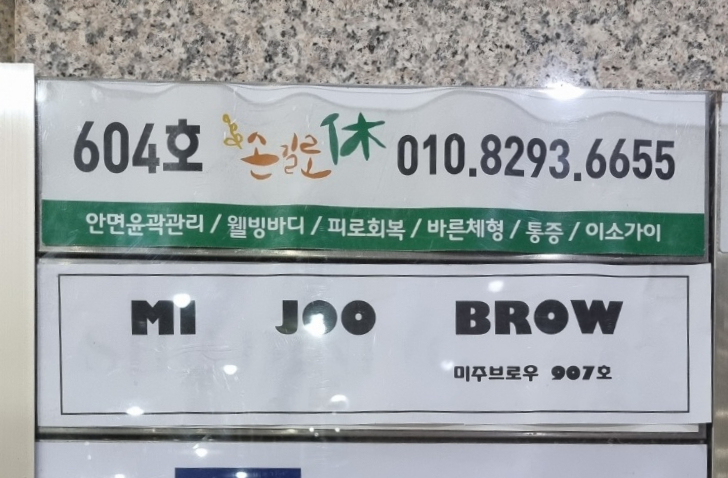 604호 손길로休 010.8293.6655
안면윤곽관리 / 웰빙바디 / 피로회복 / 바른체형 / 통증 / 이소가이
MI JOO BROW
미주브로우 907호